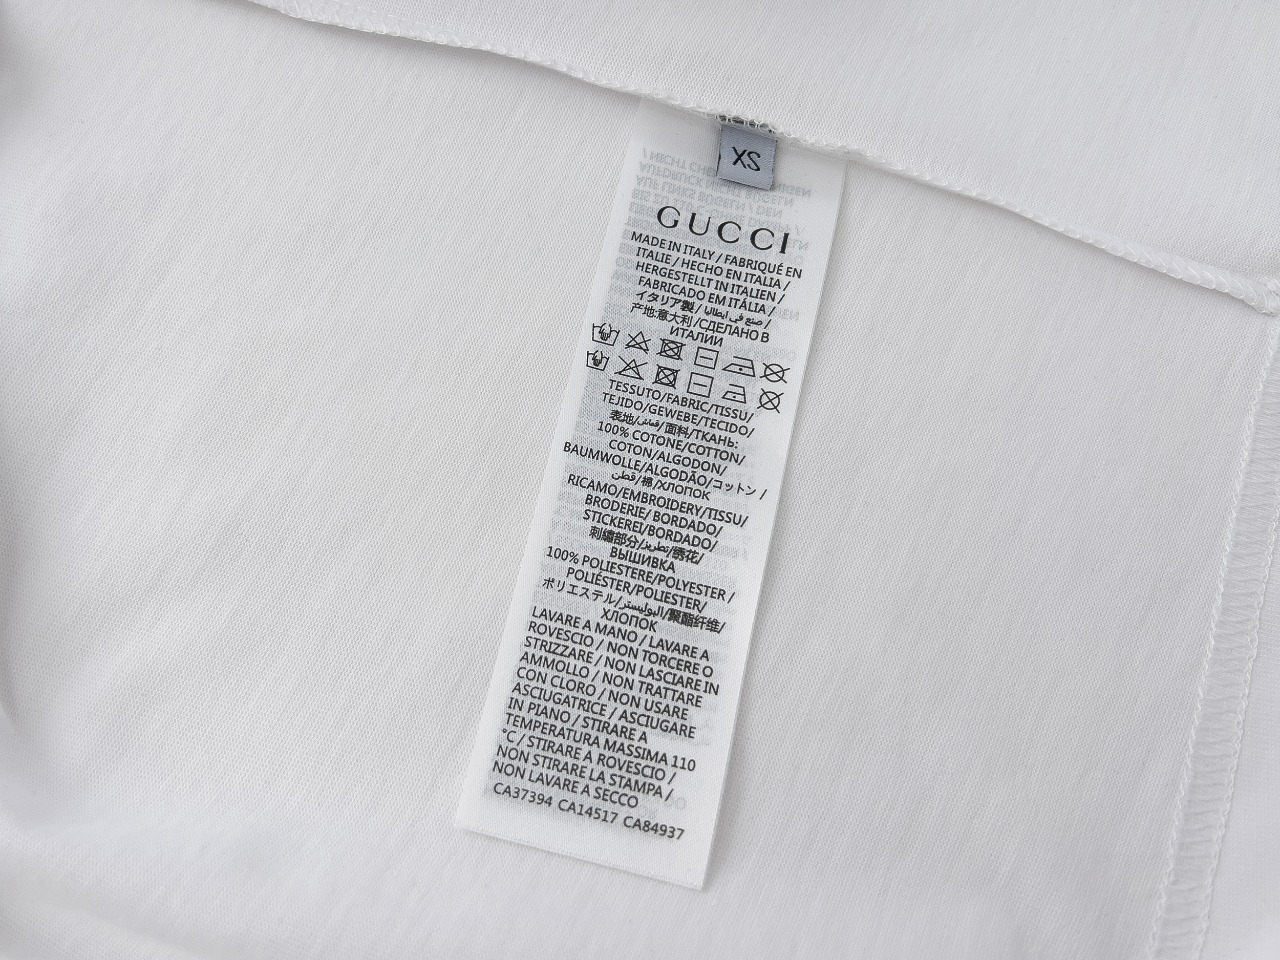 XS
GUCCI
MADE IN ITALY / FABRIQUÉ EN
ITALIE / HECHO EN ITALIA /
HERGESTELLT IN ITALIEN /
FABRICADO EM ITÁLIA /
イタリア製 / صنع في ايطاليا /
产地:意大利 / СДЕЛАНО В
ИТАЛИИ
TESSUTO/FABRIC/TISSU/
TEJIDO/GEWEBE/TECIDO/
表地/قماش/面料/ТКАНЬ:
100% COTONE/COTTON/
COTON/ALGODON/
BAUMWOLLE/ALGODÃO/コットン /
قطن/棉/ХЛОПОК
RICAMO/EMBROIDERY/TISSU/
BRODERIE/ BORDADO/
STICKEREI/BORDADO/
刺繍部分/تطريز/绣花/
ВЫШИВКА
100% POLIESTERE/POLYESTER /
POLIÉSTER/POLIESTER/
ポリエステル/البوليستر/聚酯纤维/
ХЛОПОК
LAVARE A MANO / LAVARE A
ROVESCIO / NON TORCERE O
STRIZZARE / NON LASCIARE IN
AMMOLLO / NON TRATTARE
CON CLORO / NON USARE
ASCIUGATRICE / ASCIUGARE
IN PIANO / STIRARE A
TEMPERATURA MASSIMA 110
°C / STIRARE A ROVESCIO /
NON STIRARE LA STAMPA /
NON LAVARE A SECCO
CA37394 CA14517 CA84937